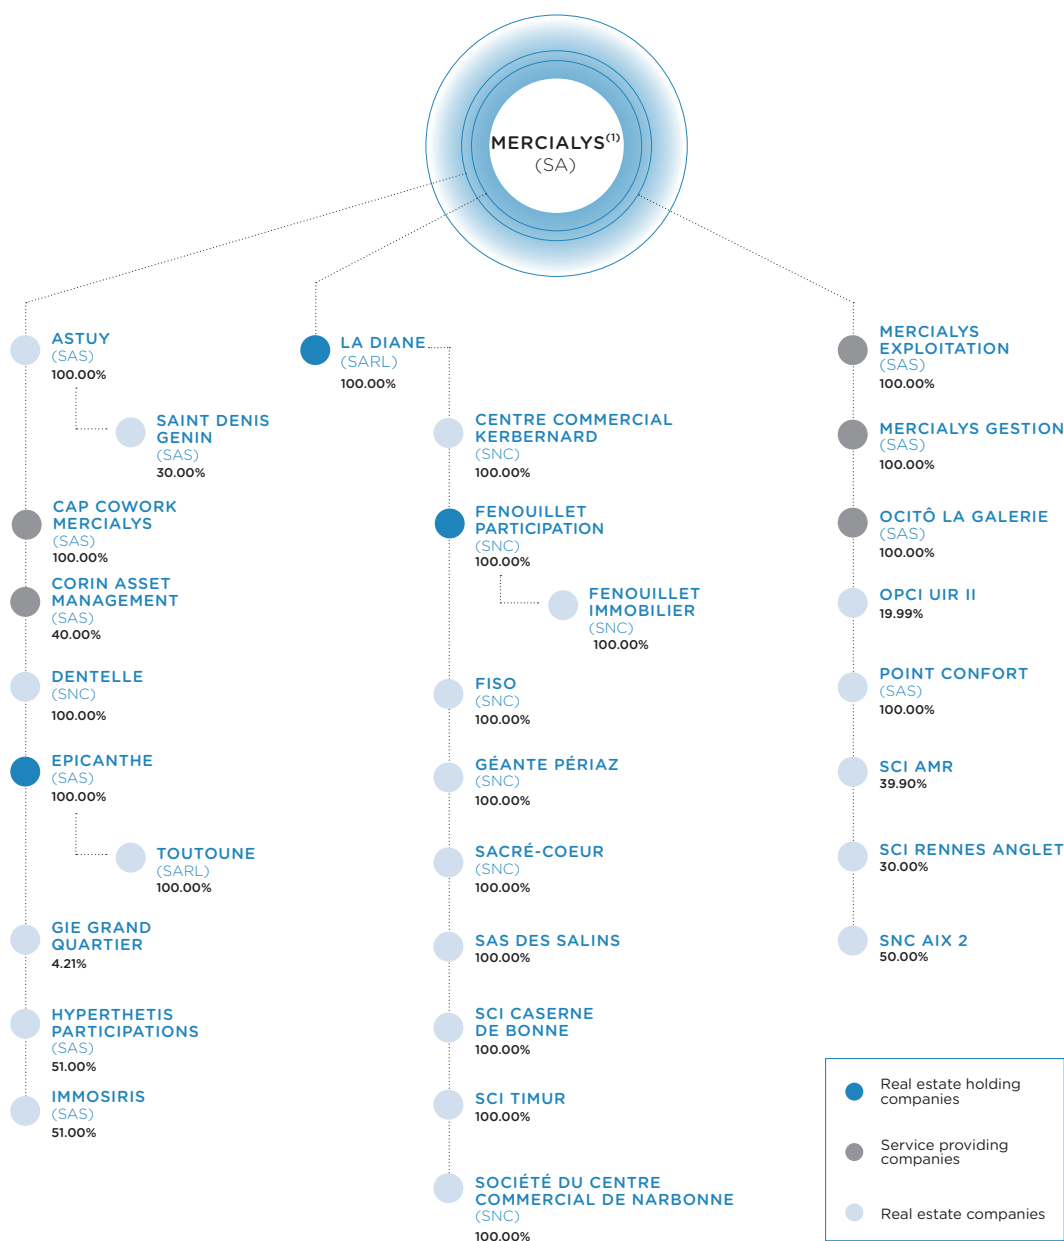 MERCIALYS(1)
(SA)
ASTUY
(SAS)
100.00%
SAINT DENIS
GENIN
(SAS)
30.00%
CAP COWORK
MERCIALYS
(SAS)
100.00%
CORIN ASSET
MANAGEMENT
(SAS)
40.00%
DENTELLE
(SNC)
100.00%
EPICANTHE
(SAS)
100.00%
TOUTOUNE
(SARL)
100.00%
GIE GRAND
QUARTIER
4.21%
HYPERTHETIS
PARTICIPATIONS
(SAS)
51.00%
IMMOSIRIS
(SAS)
51.00%
LA DIANE
(SARL)
100.00%
CENTRE COMMERCIAL
KERBERNARD
(SNC)
100.00%
FENOUILLET
PARTICIPATION
(SNC)
100.00%
FENOUILLET
IMMOBILIER
(SNC)
100.00%
FISO
(SNC)
100.00%
GÉANTE PÉRIAZ
(SNC)
100.00%
SACRÉ-COEUR
(SNC)
100.00%
SAS DES SALINS
100.00%
SCI CASERNE
DE BONNE
100.00%
SCI TIMUR
100.00%
SOCIÉTÉ DU CENTRE
COMMERCIAL DE NARBONNE
(SNC)
100.00%
MERCIALYS
EXPLOITATION
(SAS)
100.00%
MERCIALYS GESTION
(SAS)
100.00%
OCITÔ LA GALERIE
(SAS)
100.00%
OPCI UIR II
19.99%
POINT CONFORT
(SAS)
100.00%
SCI AMR
39.90%
SCI RENNES ANGLET
30.00%
SNC AIX 2
50.00%
Real estate holding
companies
Service providing
companies
Real estate companies